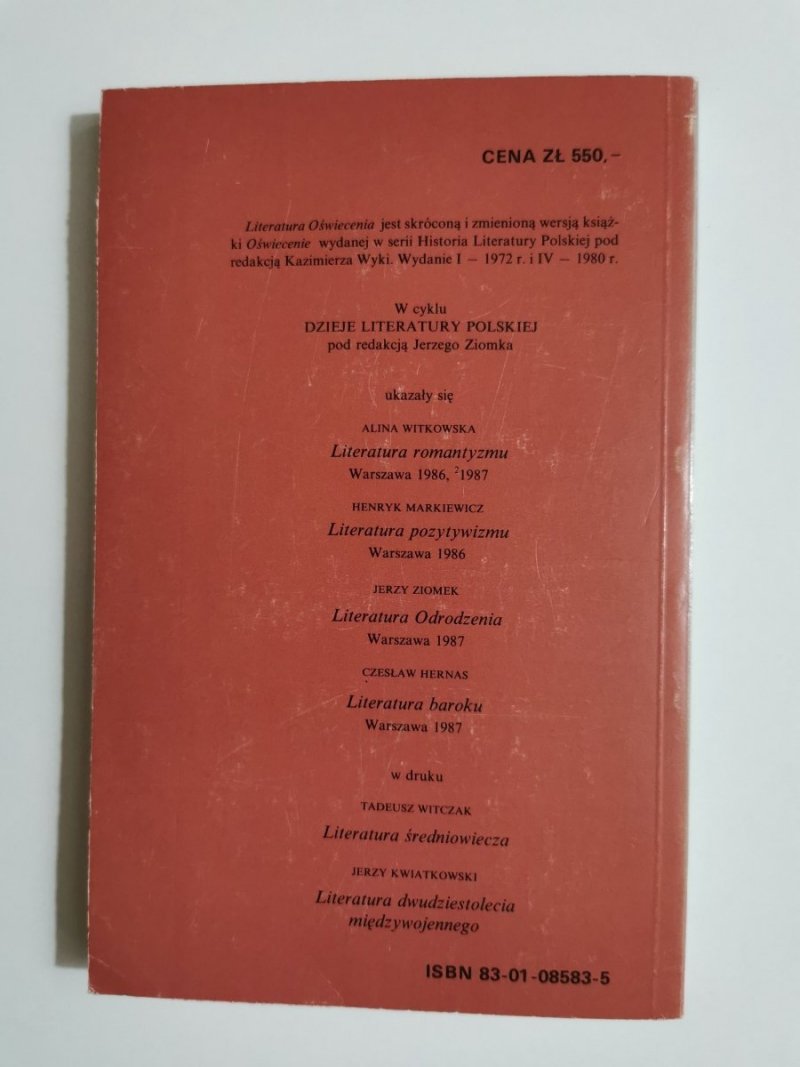 CENA ZŁ 550,–
Literatura Oświecenia jest skróconą i zmienioną wersją książ-
ki Oświecenie wydanej w serii Historia Literatury Polskiej pod
redakcją Kazimierza Wyki. Wydanie I – 1972 r. i IV – 1980 r.
W cyklu
DZIEJE LITERATURY POLSKIEJ
pod redakcją Jerzego Ziomka
ukazały się
ALINA WITKOWSKA
Literatura romantyzmu
Warszawa 1986, ²1987
HENRYK MARKIEWICZ
Literatura pozytywizmu
Warszawa 1986
JERZY ZIOMEK
Literatura Odrodzenia
Warszawa 1987
CZESŁAW HERNAS
Literatura baroku
Warszawa 1987
w druku
TADEUSZ WITCZAK
Literatura średniowiecza
JERZY KWIATKOWSKI
Literatura dwudziestolecia
międzywojennego
ISBN 83-01-08583-5